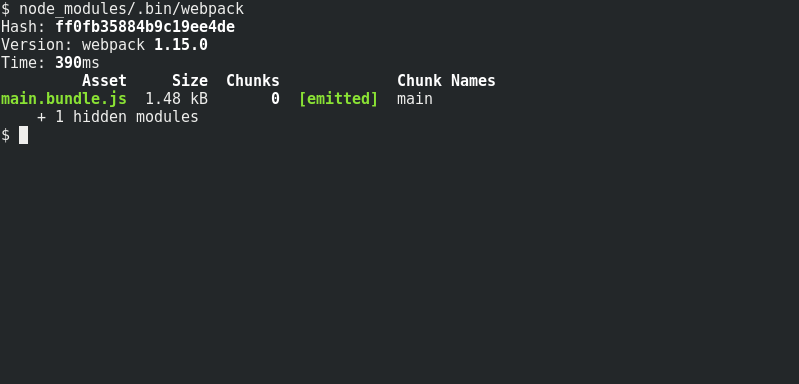 $ node_modules/.bin/webpack
Hash: ff0fb35884b9c19ee4de
Version: webpack 1.15.0
Time: 390ms
         Asset     Size  Chunks             Chunk Names
main.bundle.js  1.48 kB       0  [emitted]  main
    + 1 hidden modules
$